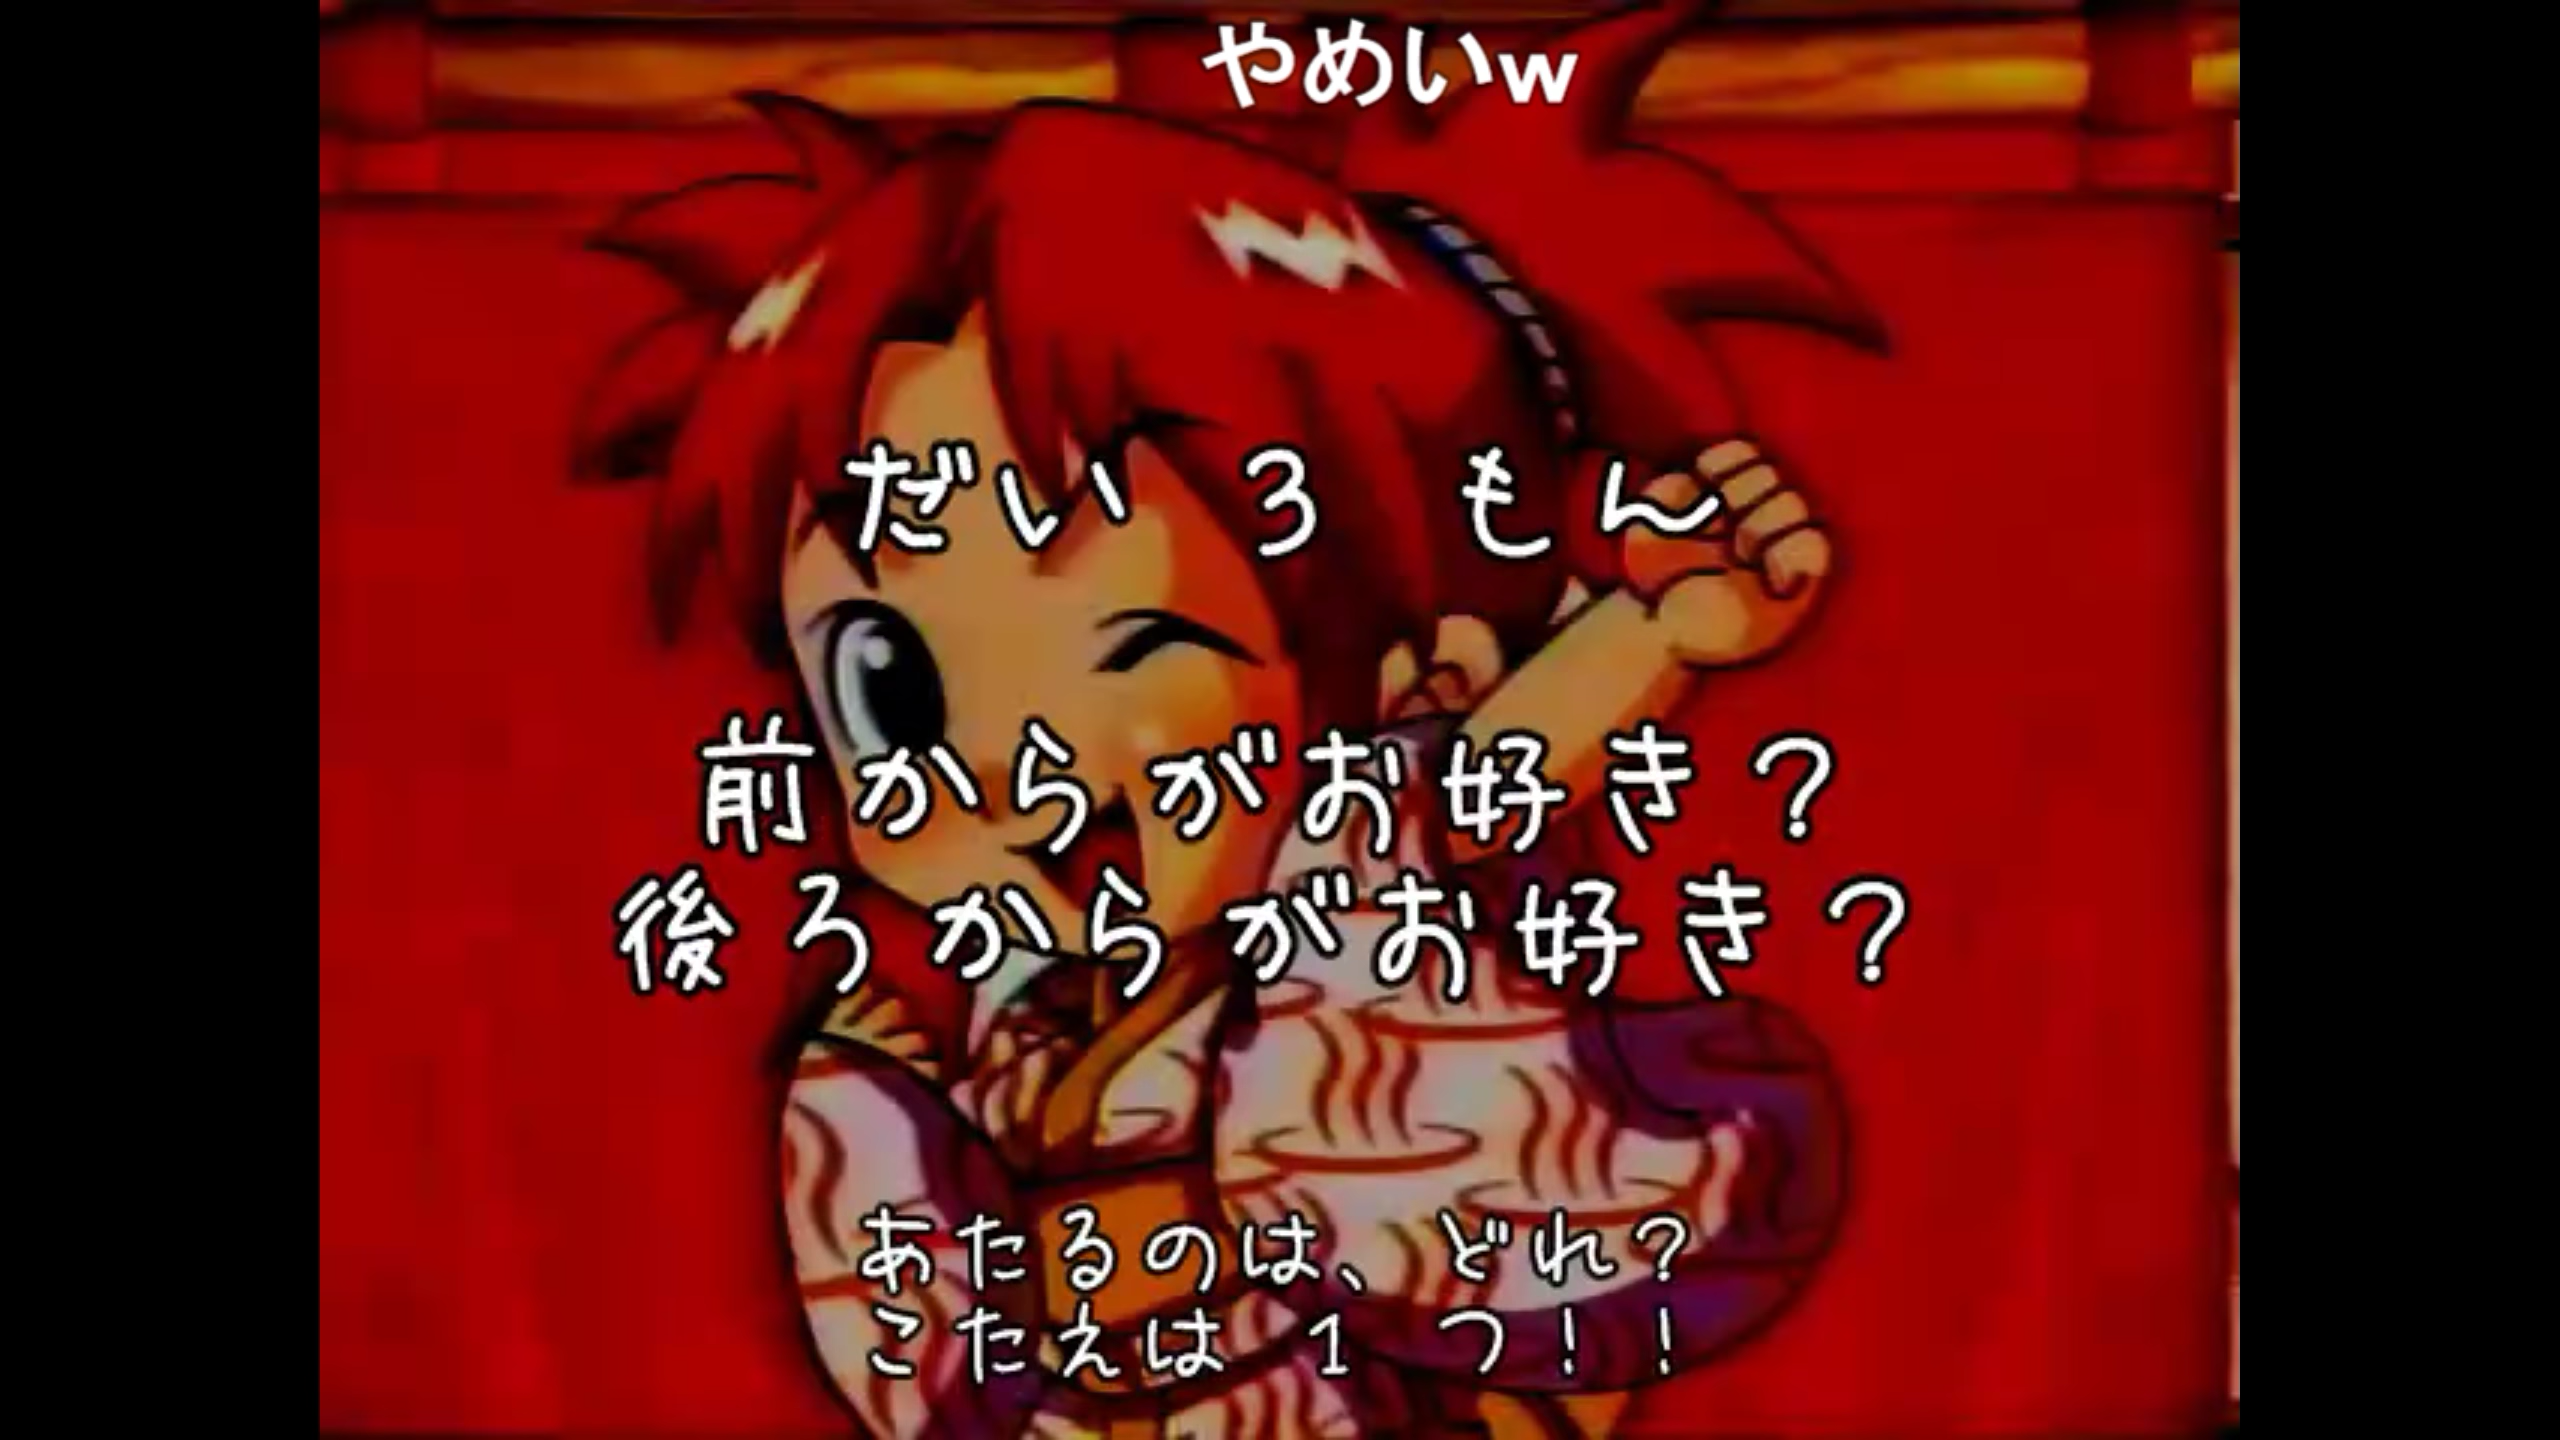 やめいw
だい 3 もん
前からがお好き?
後ろからがお好き?
あたるのは、どれ?
こたえは 1 つ!!